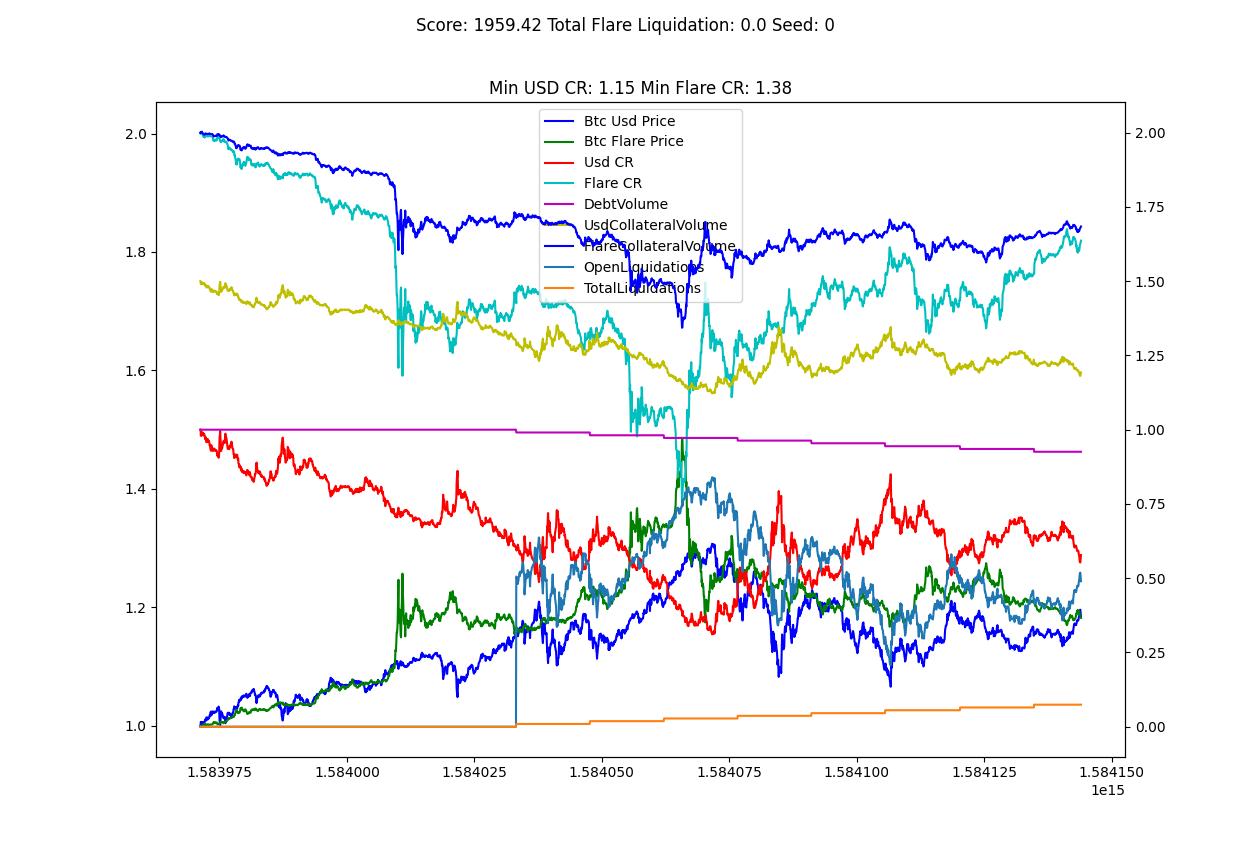 Score: 1959.42 Total Flare Liquidation: 0.0 Seed: 0
Min USD CR: 1.15 Min Flare CR: 1.38
Btc Usd Price
Btc Flare Price
Usd CR
Flare CR
DebtVolume
UsdCollateralVolume
FlareCollateralVolume
OpenLiquidations
TotalLiquidations
2.0
1.8
1.6
1.4
1.2
1.0
2.00
1.75
1.50
1.25
1.00
0.75
0.50
0.25
0.00
1.583975 1.584000 1.584025 1.584050 1.584075 1.584100 1.584125 1.584150
1e15